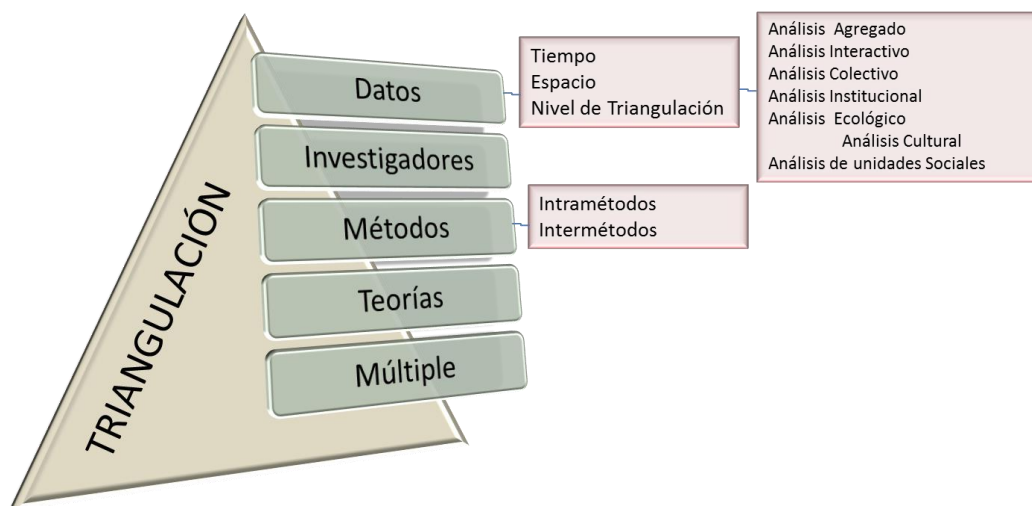 TRIANGULACIÓN
Datos
Investigadores
Métodos
Teorías
Múltiple
Tiempo
Espacio
Nivel de Triangulación
Intramétodos
Intermétodos
Análisis Agregado
Análisis Interactivo
Análisis Colectivo
Análisis Institucional
Análisis Ecológico
Análisis Cultural
Análisis de unidades Sociales